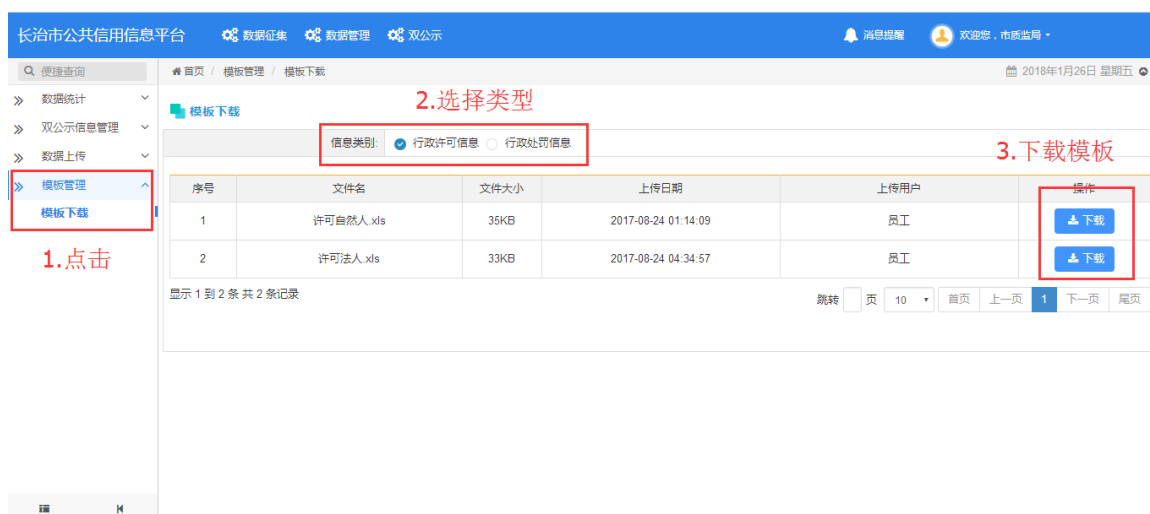 长治市公共信用信息平台 数据征集 数据管理 双公示 消息提醒 欢迎您，市质监局
便捷查询 首页 / 模板管理 / 模板下载 2018年1月26日 星期五
数据统计
双公示信息管理
数据上传
模板管理
模板下载
1.点击
模板下载
2.选择类型
信息类别: 行政许可信息 行政处罚信息
3.下载模板
序号 文件名 文件大小 上传日期 上传用户 操作
1 许可自然人.xls 35KB 2017-08-24 01:14:09 员工 下载
2 许可法人.xls 33KB 2017-08-24 04:34:57 员工 下载
显示 1 到 2 条 共 2 条记录 跳转 页 10 首页 上一页 1 下一页 尾页